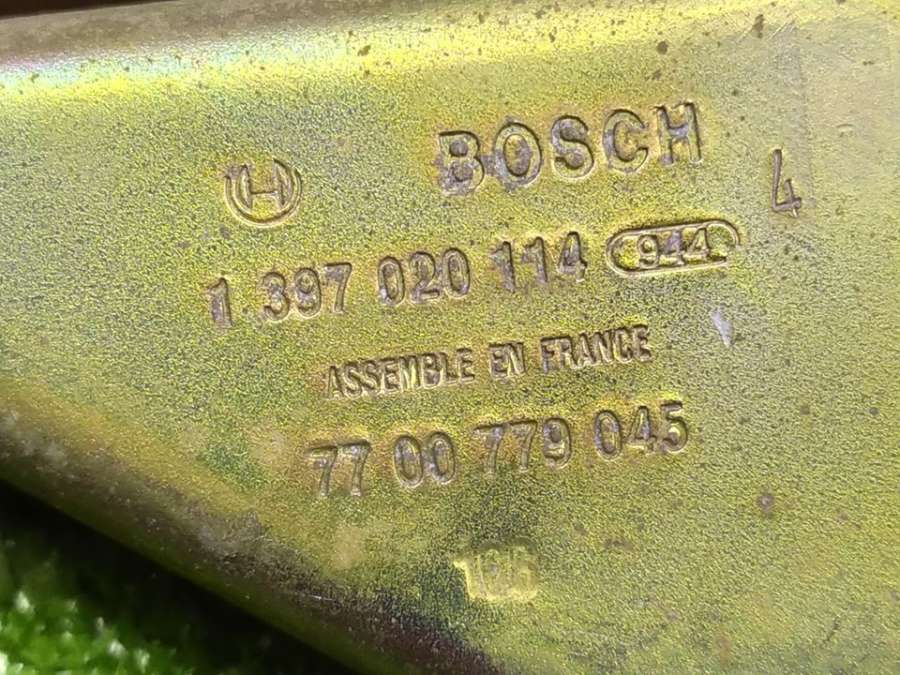 BOSCH
4
1 397 020 114 944
ASSEMBLE EN FRANCE
77 00 779 045